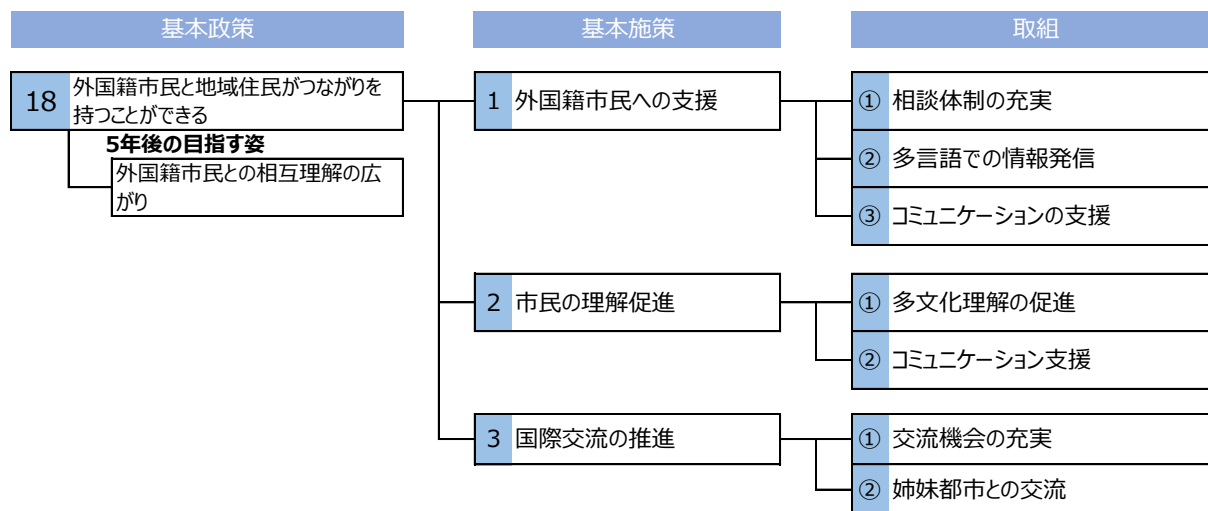 基本政策
基本施策
取組
18
外国籍市民と地域住民がつながりを
持つことができる
5年後の目指す姿
外国籍市民との相互理解の広
がり
1 外国籍市民への支援
① 相談体制の充実
② 多言語での情報発信
③ コミュニケーションの支援
2 市民の理解促進
① 多文化理解の促進
② コミュニケーション支援
3 国際交流の推進
① 交流機会の充実
② 姉妹都市との交流